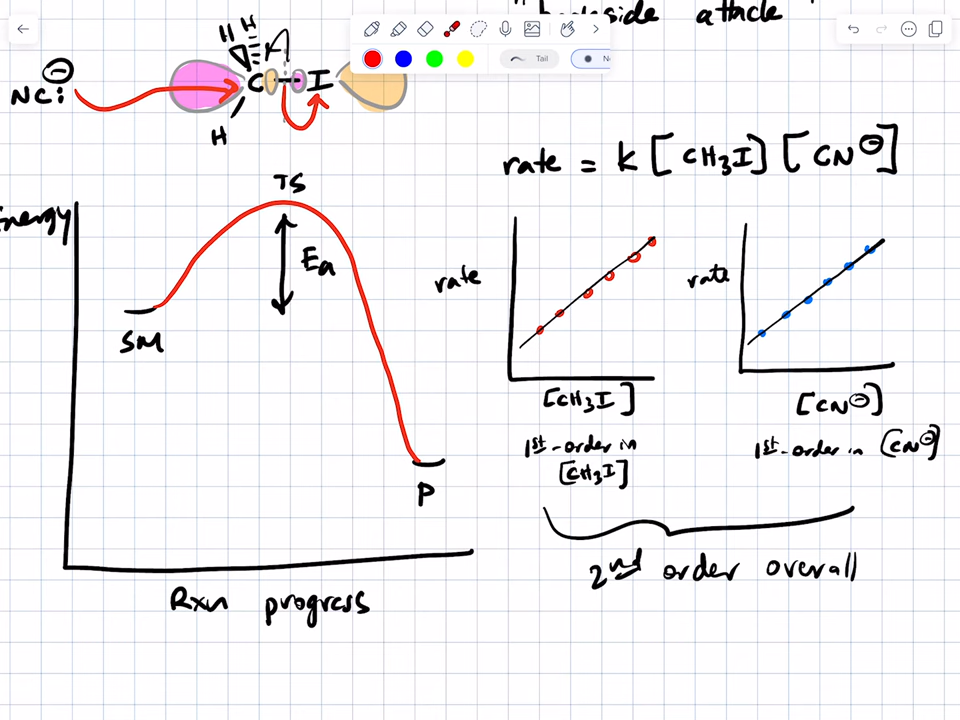 "backside attack"
H H
NC:⊖ C I
H
Tail
rate = k [CH3I] [CN⊖]
TS
Energy
Ea
SM
P
Rxn progress
rate
[CH3I]
1st-order in
[CH3I]
rate
[CN⊖]
1st-order in [CN⊖]
2nd order overall